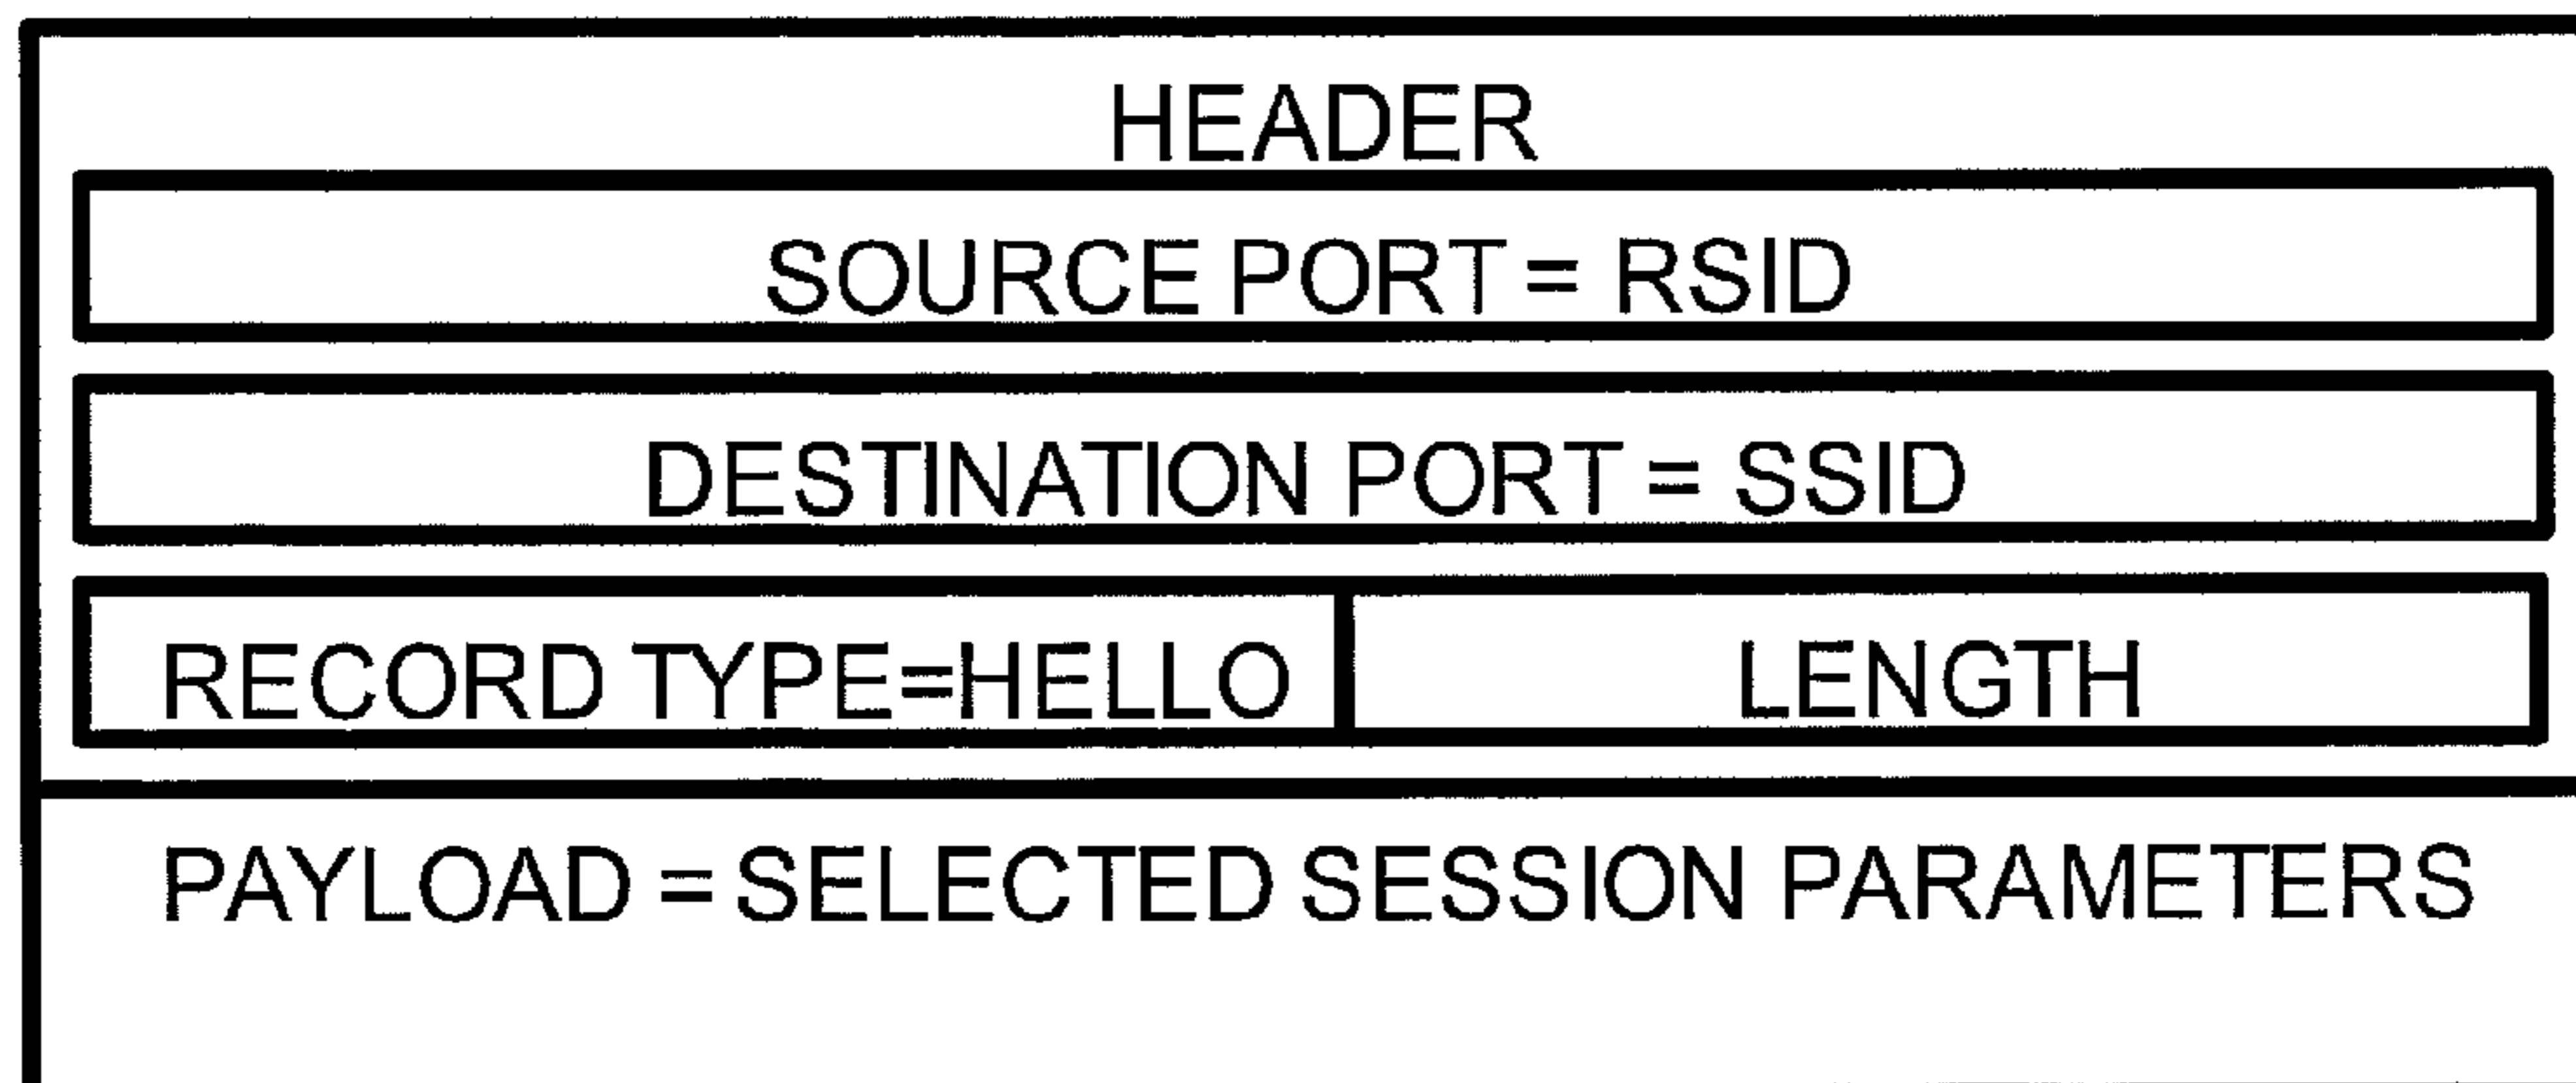 HEADER
SOURCE PORT = RSID
DESTINATION PORT = SSID
RECORD TYPE=HELLO
LENGTH
PAYLOAD = SELECTED SESSION PARAMETERS